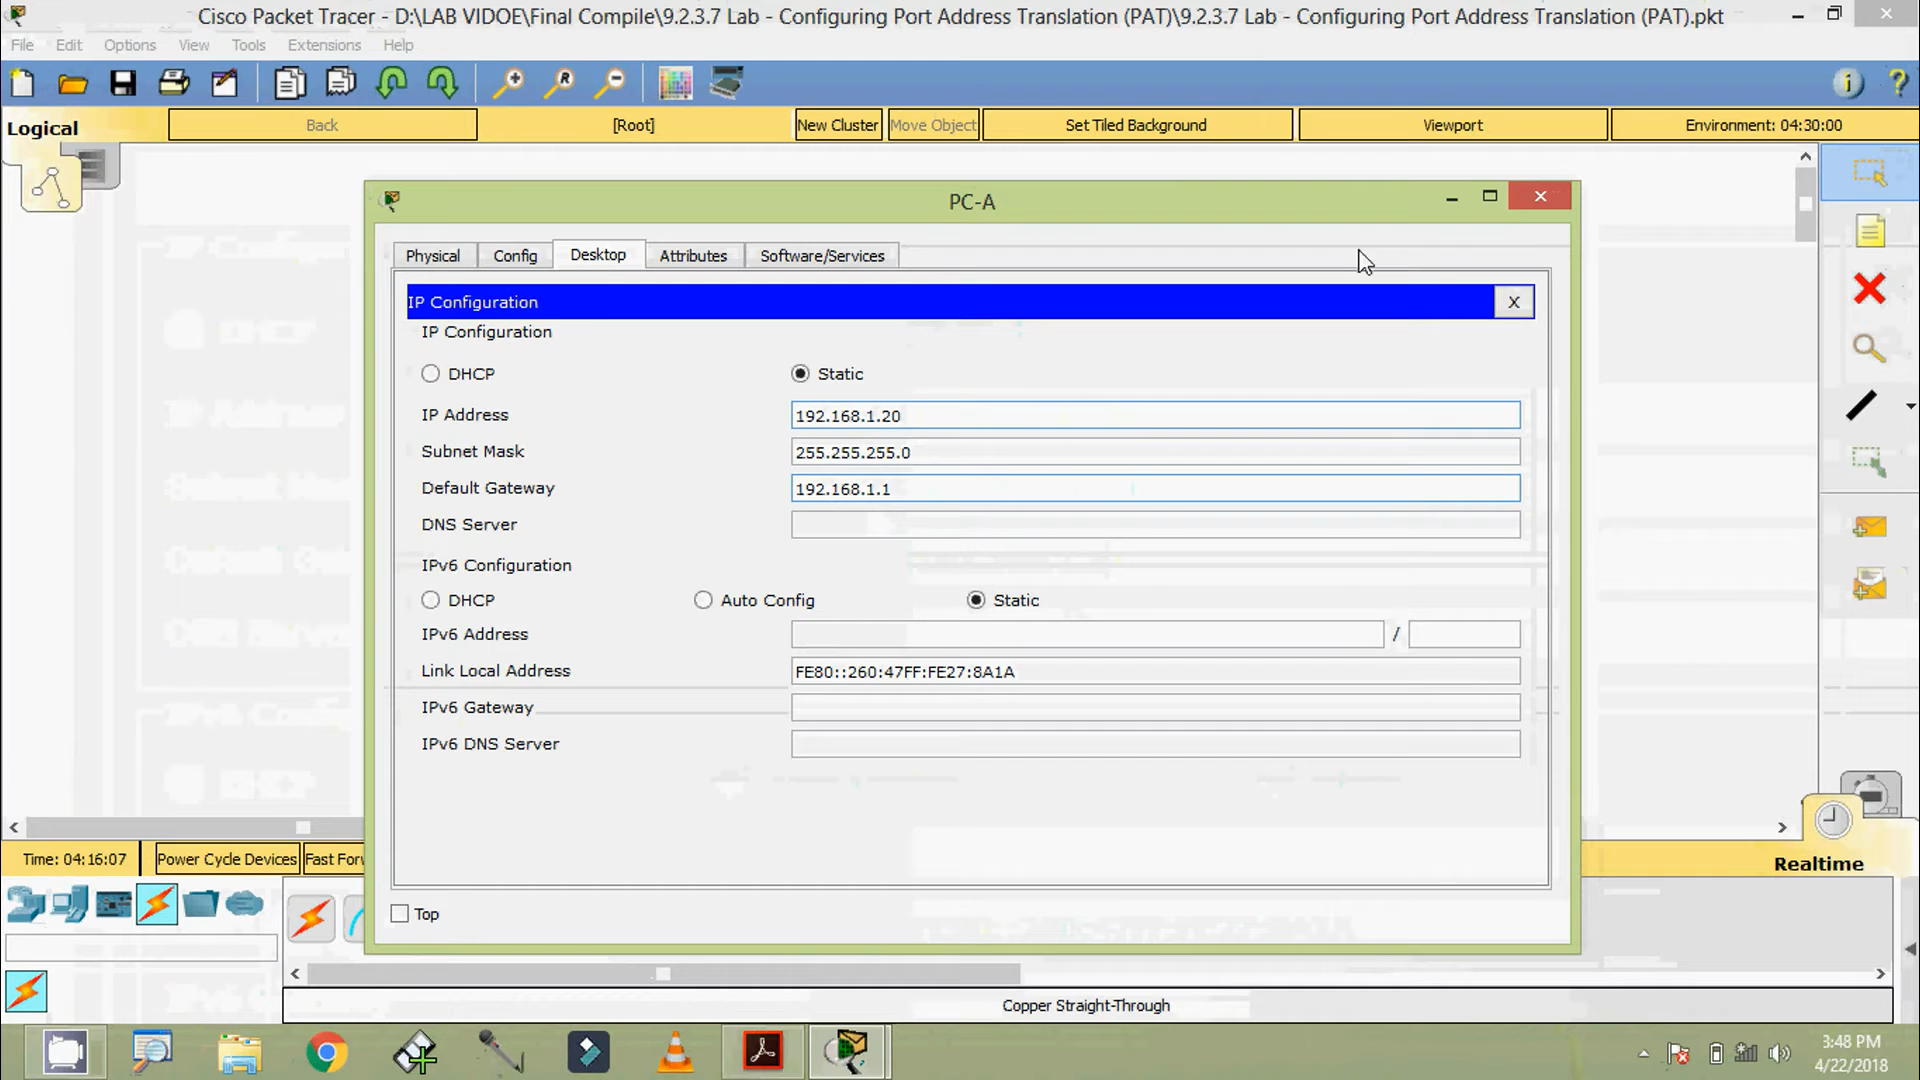 Cisco Packet Tracer - D:\LAB VIDOE\Final Compile\9.2.3.7 Lab - Configuring Port Address Translation (PAT)\9.2.3.7 Lab - Configuring Port Address Translation (PAT).pkt
File Edit Options View Tools Extensions Help
Logical Back [Root] New Cluster Move Object Set Tiled Background Viewport Environment: 04:30:00
PC-A
Physical Config Desktop Attributes Software/Services
IP Configuration X
IP Configuration
DHCP Static
IP Address 192.168.1.20
Subnet Mask 255.255.255.0
Default Gateway 192.168.1.1
DNS Server
IPv6 Configuration
DHCP Auto Config Static
IPv6 Address /
Link Local Address FE80::260:47FF:FE27:8A1A
IPv6 Gateway
IPv6 DNS Server
Time: 04:16:07 Power Cycle Devices Fast Forw Realtime
Top
Copper Straight-Through
3:48 PM
4/22/2018